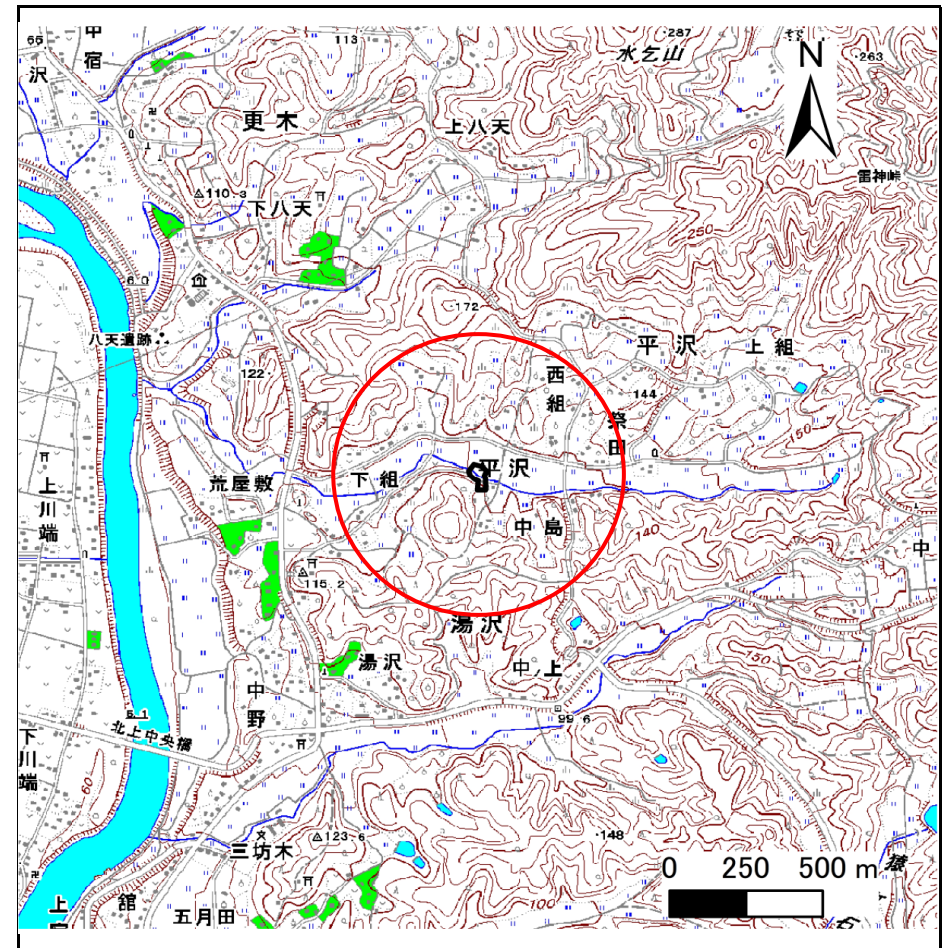 中宿
66
沢
113
更木
287
水乞山
N
263
上八天
雷神峠
110.3
下八天
250
60
172
八天遺跡
平沢
上組
122
西組
144
祭田
150
荒屋敷
下組
平沢
上川端
中島
140
中
115.2
湯沢
湯沢
中上
150
中野
99.6
北上中央橋
下川端
60
三坊木
123.6
148
0 250 500 m
舘
五月田
100
上